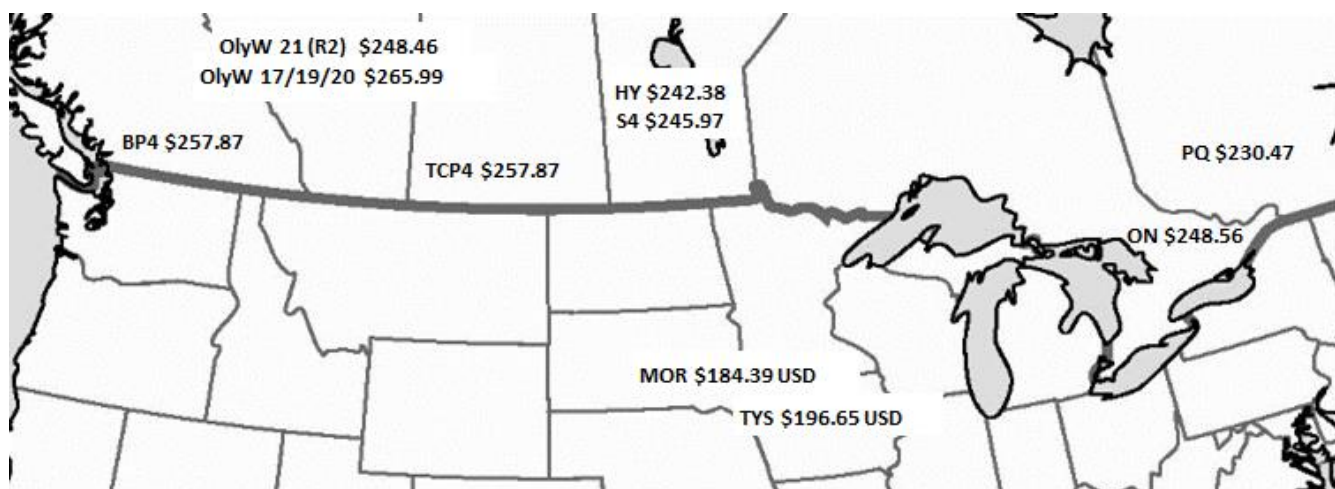 OlyW 21 (R2) $248.46
OlyW 17/19/20 $265.99
HY $242.38
S4 $245.97
BP4 $257.87
TCP4 $257.87
PQ $230.47
ON $248.56
MOR $184.39 USD
TYS $196.65 USD